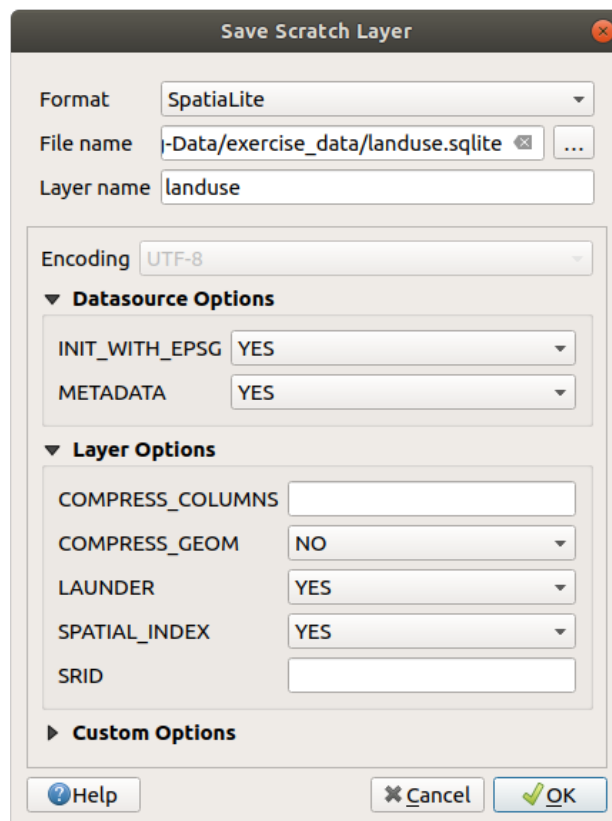 Save Scratch Layer
Format SpatiaLite
File name g-Data/exercise_data/landuse.sqlite ...
Layer name landuse
Encoding UTF-8
Datasource Options
INIT_WITH_EPSG YES
METADATA YES
Layer Options
COMPRESS_COLUMNS
COMPRESS_GEOM NO
LAUNDER YES
SPATIAL_INDEX YES
SRID
Custom Options
Help Cancel OK